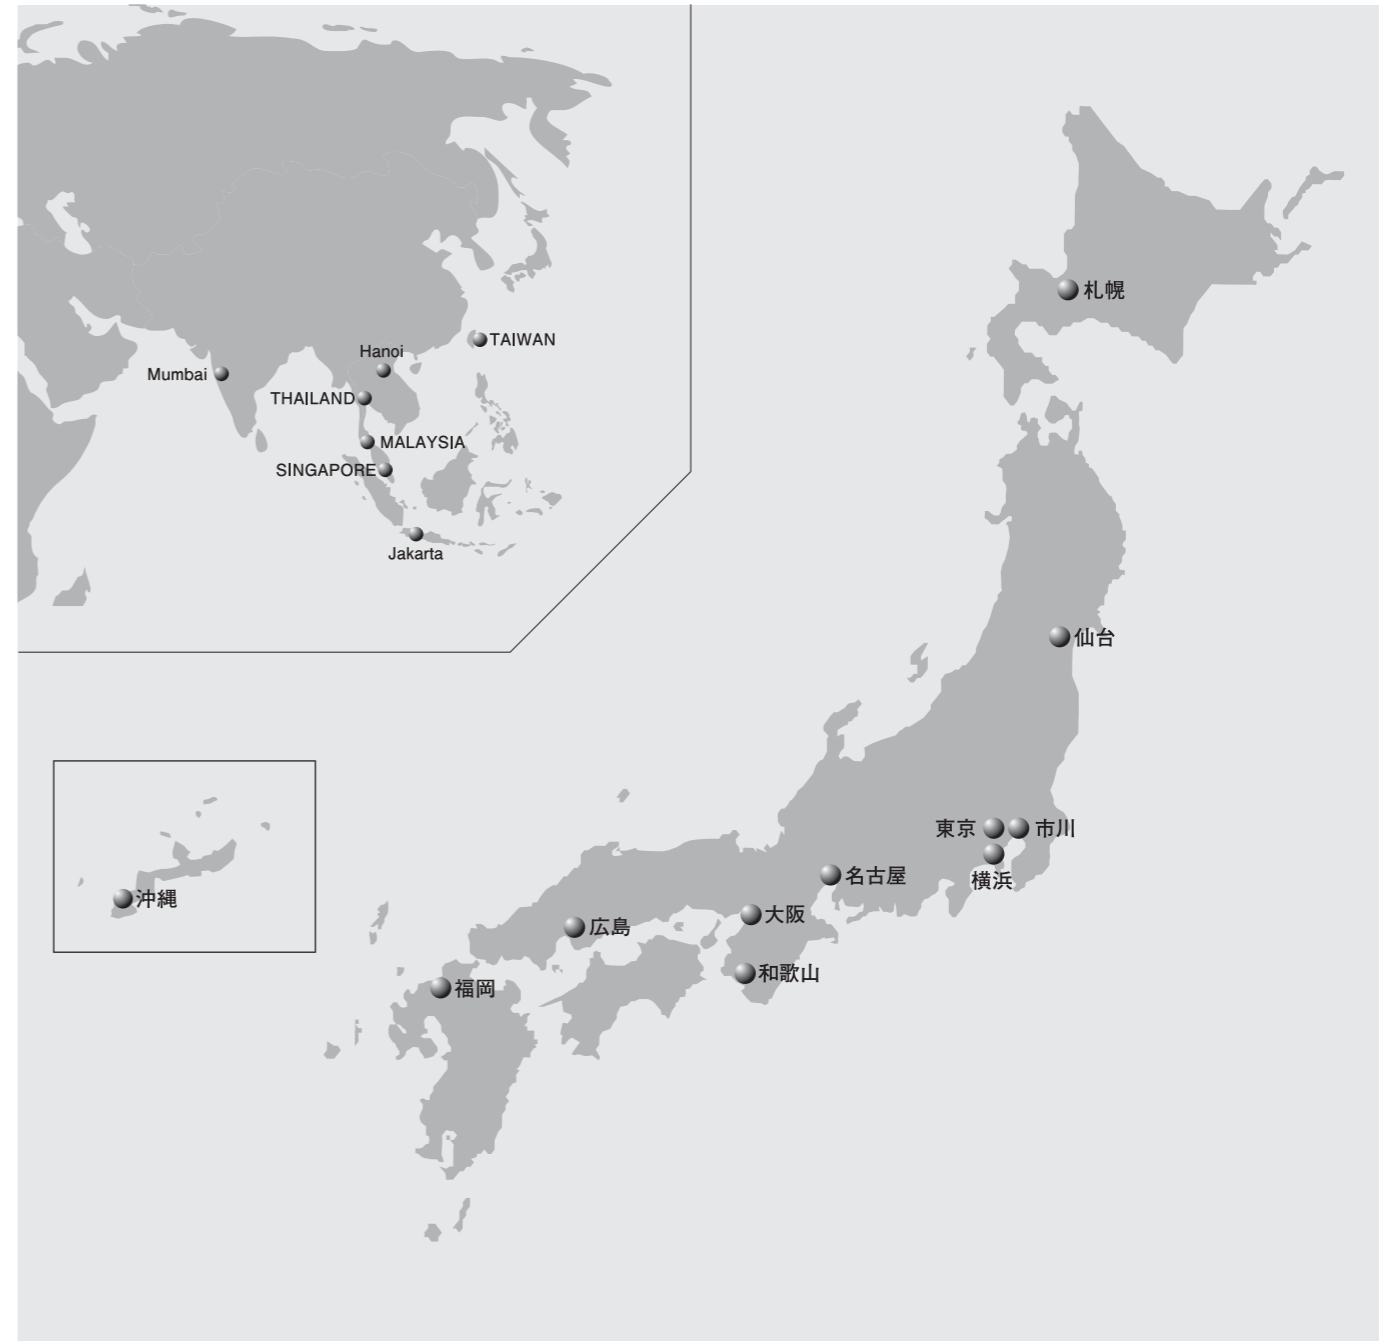 TAIWAN
Hanoi
Mumbai
THAILAND
MALAYSIA
SINGAPORE
Jakarta
札幌
仙台
東京
市川
横浜
名古屋
大阪
広島
和歌山
福岡
沖縄